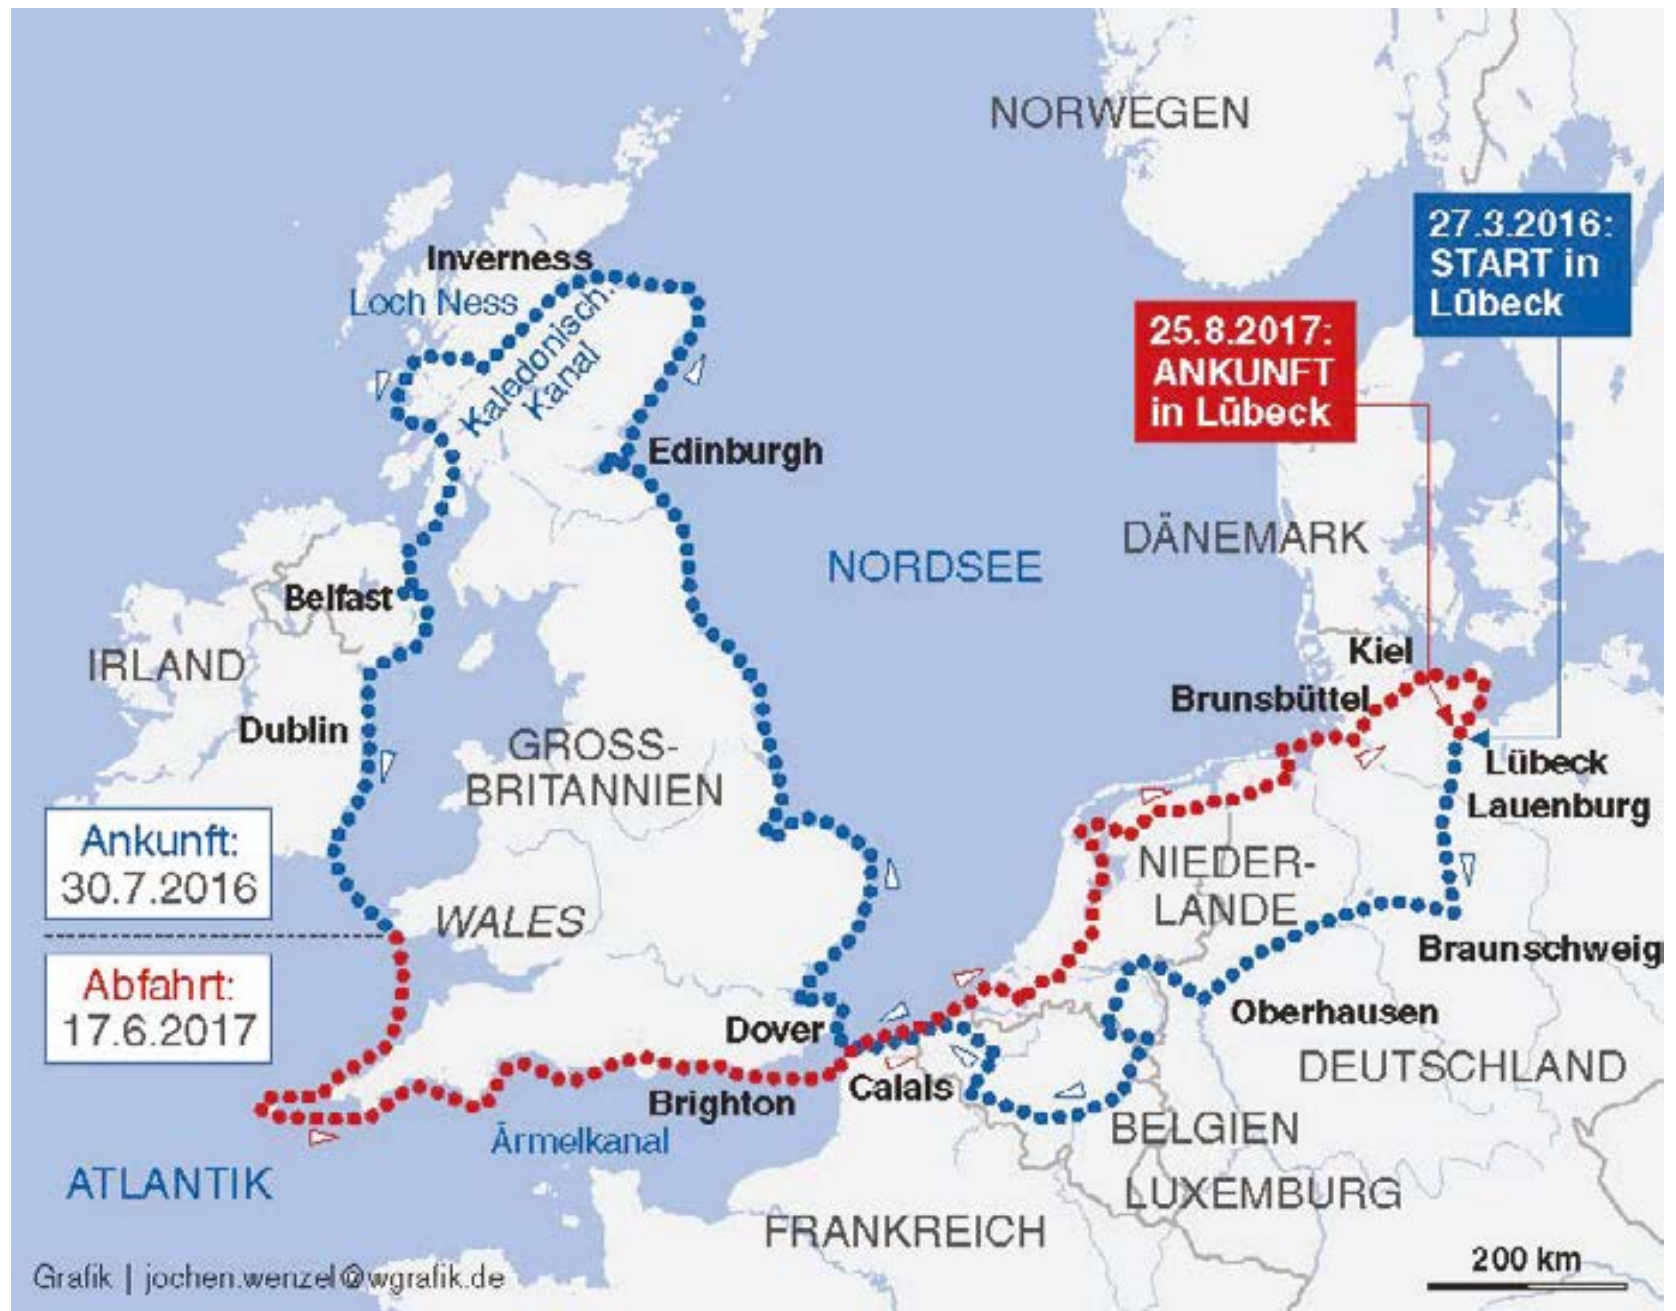 NORWEGEN
27.3.2016:
START in
Lübeck
Inverness
Loch Ness
Kaledonisch.
Kanal
25.8.2017:
ANKUNFT
in Lübeck
Edinburgh
DÄNEMARK
NORDSEE
Belfast
Kiel
IRLAND
Brunsbüttel
Dublin
GROSS-
BRITANNIEN
Lübeck
Lauenburg
Ankunft:
30.7.2016
NIEDER-
LANDE
WALES
Braunschweig
Abfahrt:
17.6.2017
Oberhausen
Dover
DEUTSCHLAND
Calais
Brighton
BELGIEN
Ärmelkanal
ATLANTIK
LUXEMBURG
FRANKREICH
200 km
Grafik | jochen.wenzel@wgrafik.de